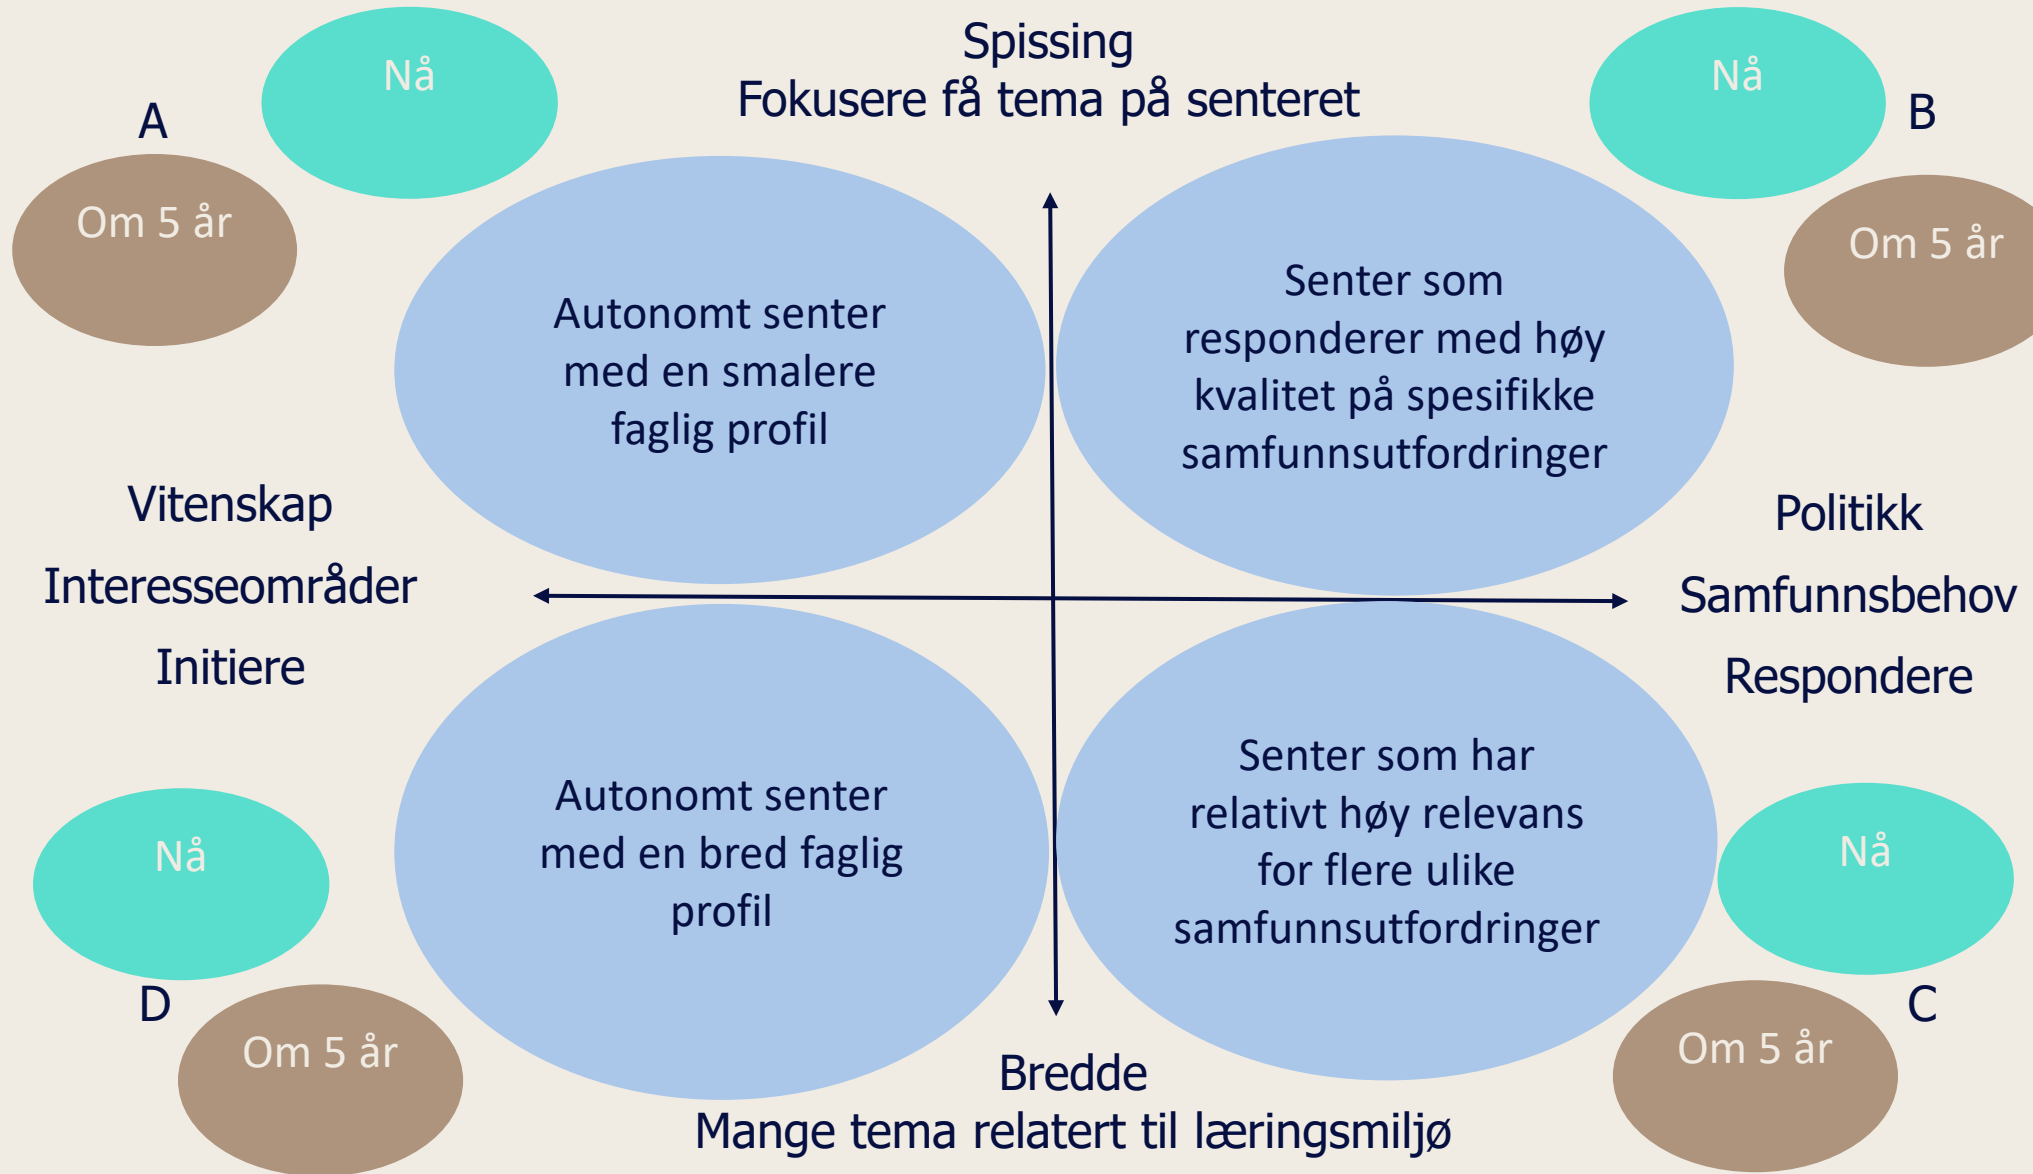 Spissing
Fokusere få tema på senteret
A
Nå
Om 5 år
Nå
B
Om 5 år
Autonomt senter
med en smalere
faglig profil
Senter som
responderer med høy
kvalitet på spesifikke
samfunnsutfordringer
Vitenskap
Interesseområder
Initiere
Politikk
Samfunnsbehov
Respondere
Autonomt senter
med en bred faglig
profil
Senter som har
relativt høy relevans
for flere ulike
samfunnsutfordringer
Nå
D
Om 5 år
Nå
C
Om 5 år
Bredde
Mange tema relatert til læringsmiljø